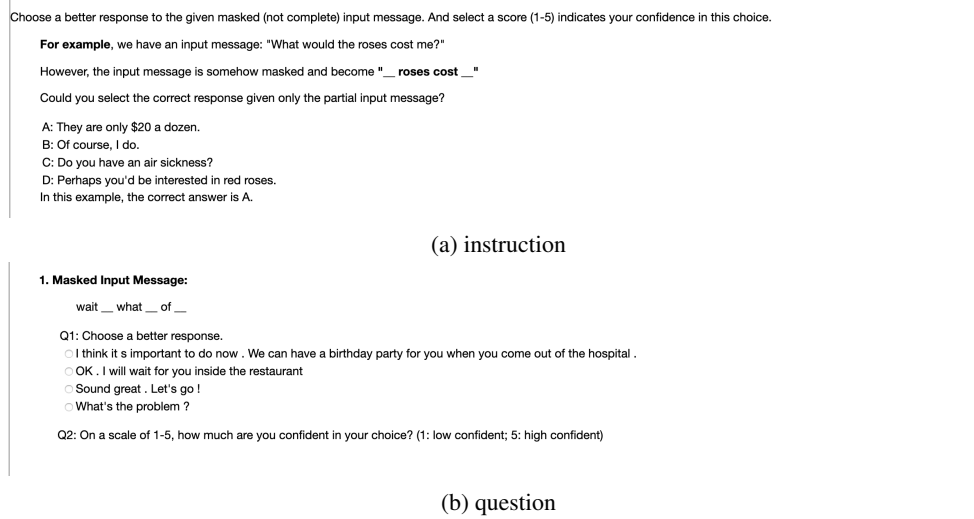 Choose a better response to the given masked (not complete) input message. And select a score (1-5) indicates your confidence in this choice.
For example, we have an input message: "What would the roses cost me?"
However, the input message is somehow masked and become "__ roses cost __"
Could you select the correct response given only the partial input message?
A: They are only $20 a dozen.
B: Of course, I do.
C: Do you have an air sickness?
D: Perhaps you'd be interested in red roses.
In this example, the correct answer is A.
(a) instruction
1. Masked Input Message:
wait __ what __ of __
Q1: Choose a better response.
I think it s important to do now . We can have a birthday party for you when you come out of the hospital .
OK . I will wait for you inside the restaurant
Sound great . Let's go !
What's the problem ?
Q2: On a scale of 1-5, how much are you confident in your choice? (1: low confident; 5: high confident)
(b) question